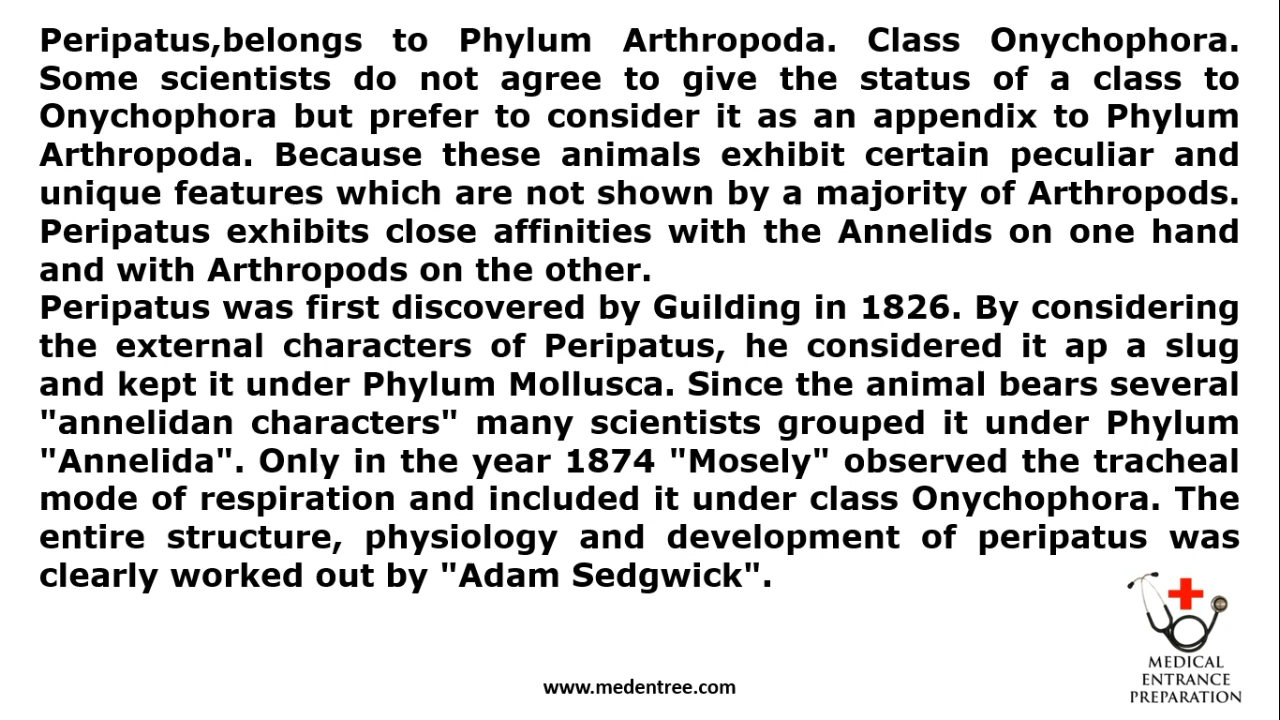 Peripatus,belongs to Phylum Arthropoda. Class Onychophora.
Some scientists do not agree to give the status of a class to
Onychophora but prefer to consider it as an appendix to Phylum
Arthropoda. Because these animals exhibit certain peculiar and
unique features which are not shown by a majority of Arthropods.
Peripatus exhibits close affinities with the Annelids on one hand
and with Arthropods on the other.
Peripatus was first discovered by Guilding in 1826. By considering
the external characters of Peripatus, he considered it ap a slug
and kept it under Phylum Mollusca. Since the animal bears several
"annelidan characters" many scientists grouped it under Phylum
"Annelida". Only in the year 1874 "Mosely" observed the tracheal
mode of respiration and included it under class Onychophora. The
entire structure, physiology and development of peripatus was
clearly worked out by "Adam Sedgwick".
MEDICAL
ENTRANCE
PREPARATION
www.medentree.com